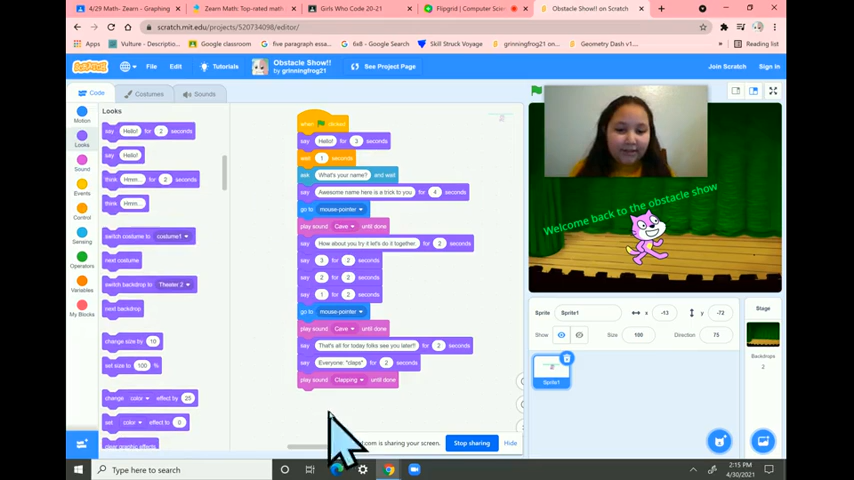 4/29 Math- Zearn - Graphing
Zearn Math: Top-rated math
Girls Who Code 20-21
Flipgrid | Computer Scien
Obstacle Show!! on Scratch
scratch.mit.edu/projects/520734098/editor/
Apps
Vulture - Description...
Google math
five paragraph essay...
6x8 - Google Search
Skill Struck Voyage
grinningfrog21 on...
Geometry Dash v1...
Reading list
SCRATCH
File
Edit
Tutorials
Obstacle Show!!
by grinningfrog21
See Project Page
Join Scratch
Sign in
Code
Costumes
Sounds
Motion
Looks
Sound
Events
Control
Sensing
Operators
Variables
My Blocks
Looks
say Hello! for 2 seconds
say Hello!
think Hmm... for 2 seconds
think Hmm...
switch costume to costume1
next costume
switch backdrop to Theater 2
next backdrop
change size by 10
set size to 100 %
change color effect by 25
set color effect to 0
clear graphic effects
when clicked
say Hello! for 3 seconds
wait 1 seconds
ask What's your name? and wait
say Awesome name here is a trick to you for 4 seconds
go to mouse-pointer
play sound Cave until done
say How about you try it let's do it together. for 2 seconds
say 3 for 2 seconds
say 2 for 2 seconds
say 1 for 2 seconds
go to mouse-pointer
play sound Cave until done
say That's all for today folks see you later!! for 2 seconds
say Everyone: "claps" for 2 seconds
play sound Clapping until done
Welcome back to the obstacle show
Sprite
Sprite1
x
-13
y
-72
Show
Size
100
Direction
75
Sprite1
Stage
Backdrops
2
.com is sharing your screen.
Stop sharing
Hide
Type here to search
2:15 PM
4/30/2021